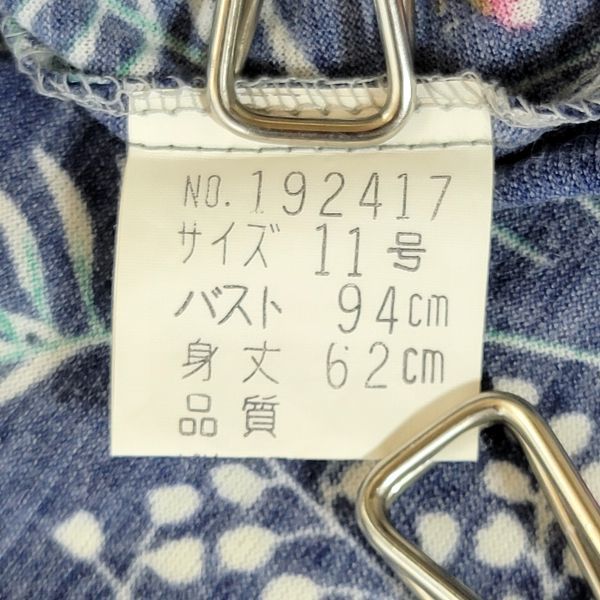 NO.192417
サイズ 11号
バスト 94cm
身丈 62cm
品質